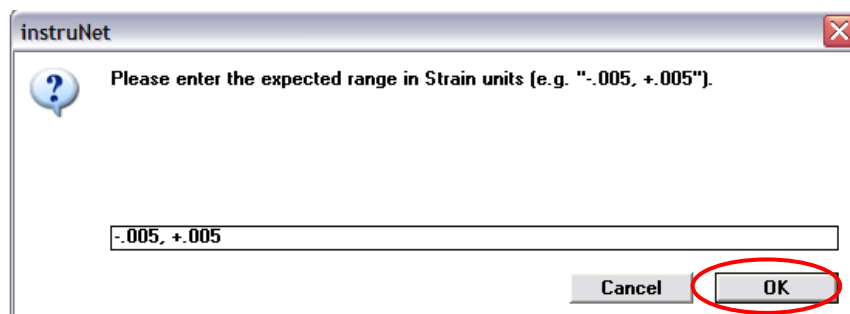 instruNet
Please enter the expected range in Strain units (e.g. "-.005, +.005").
-.005, +.005
Cancel OK